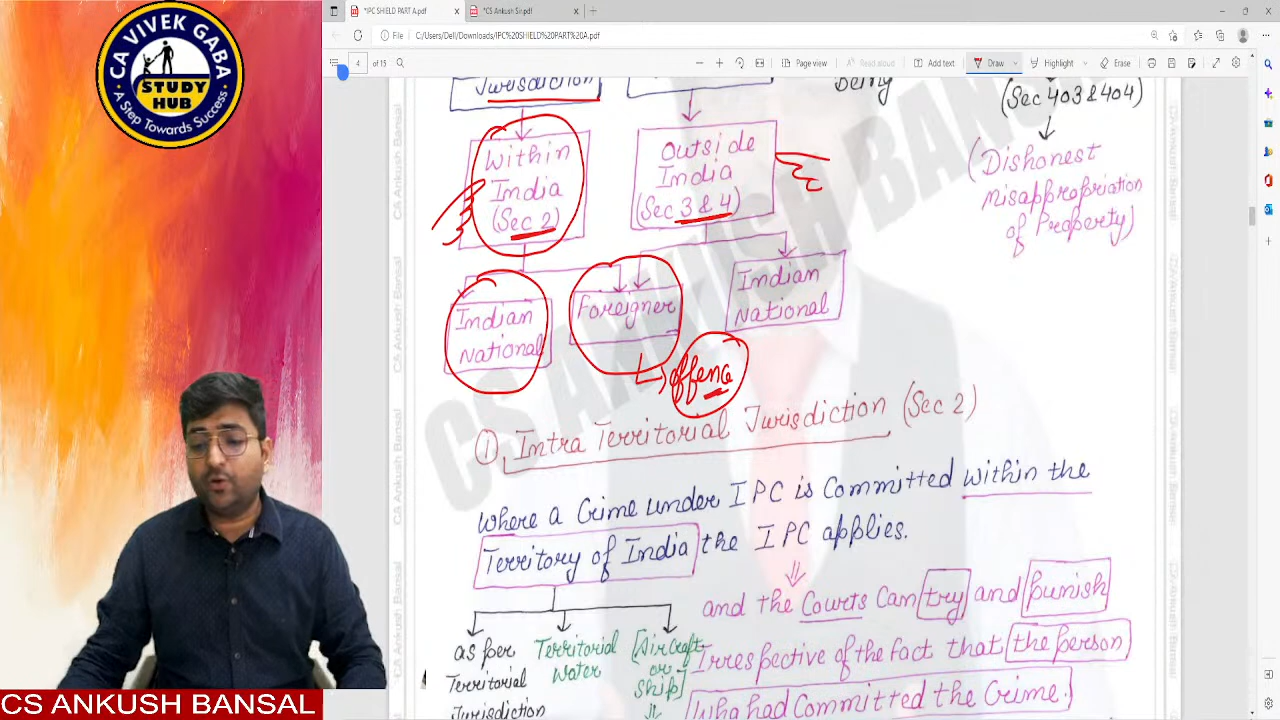 *IPC SHIELD PART A.pdf
*CS Ankush Sir.pdf
File
C:/Users/Dell/Downloads/IPC%20SHIELD%20PART%20A.pdf
4
of 15
Page view
Read aloud
Add text
Draw
Highlight
Erase
CA VIVEK GABA
STUDY
HUB
A Step Towards Success
Jurisdiction
being
(Sec 403 & 404)
Within
India
(Sec 2)
Outside
India
(Sec 3 & 4)
(Dishonest
misappropriation
of Property)
Indian
National
Foreigner
Indian
National
offence
CS ANKUSH BANSAL
① Intra Territorial Jurisdiction (Sec 2)
Where a Crime under IPC is Committed within the
Territory of India the IPC applies.
and the Courts Can try and punish
Irrespective of the fact that the person
who had Committed the Crime.
as per
Territorial
Jurisdiction
Territorial
water
[Aircraft
or
ship]
CS ANKUSH BANSAL